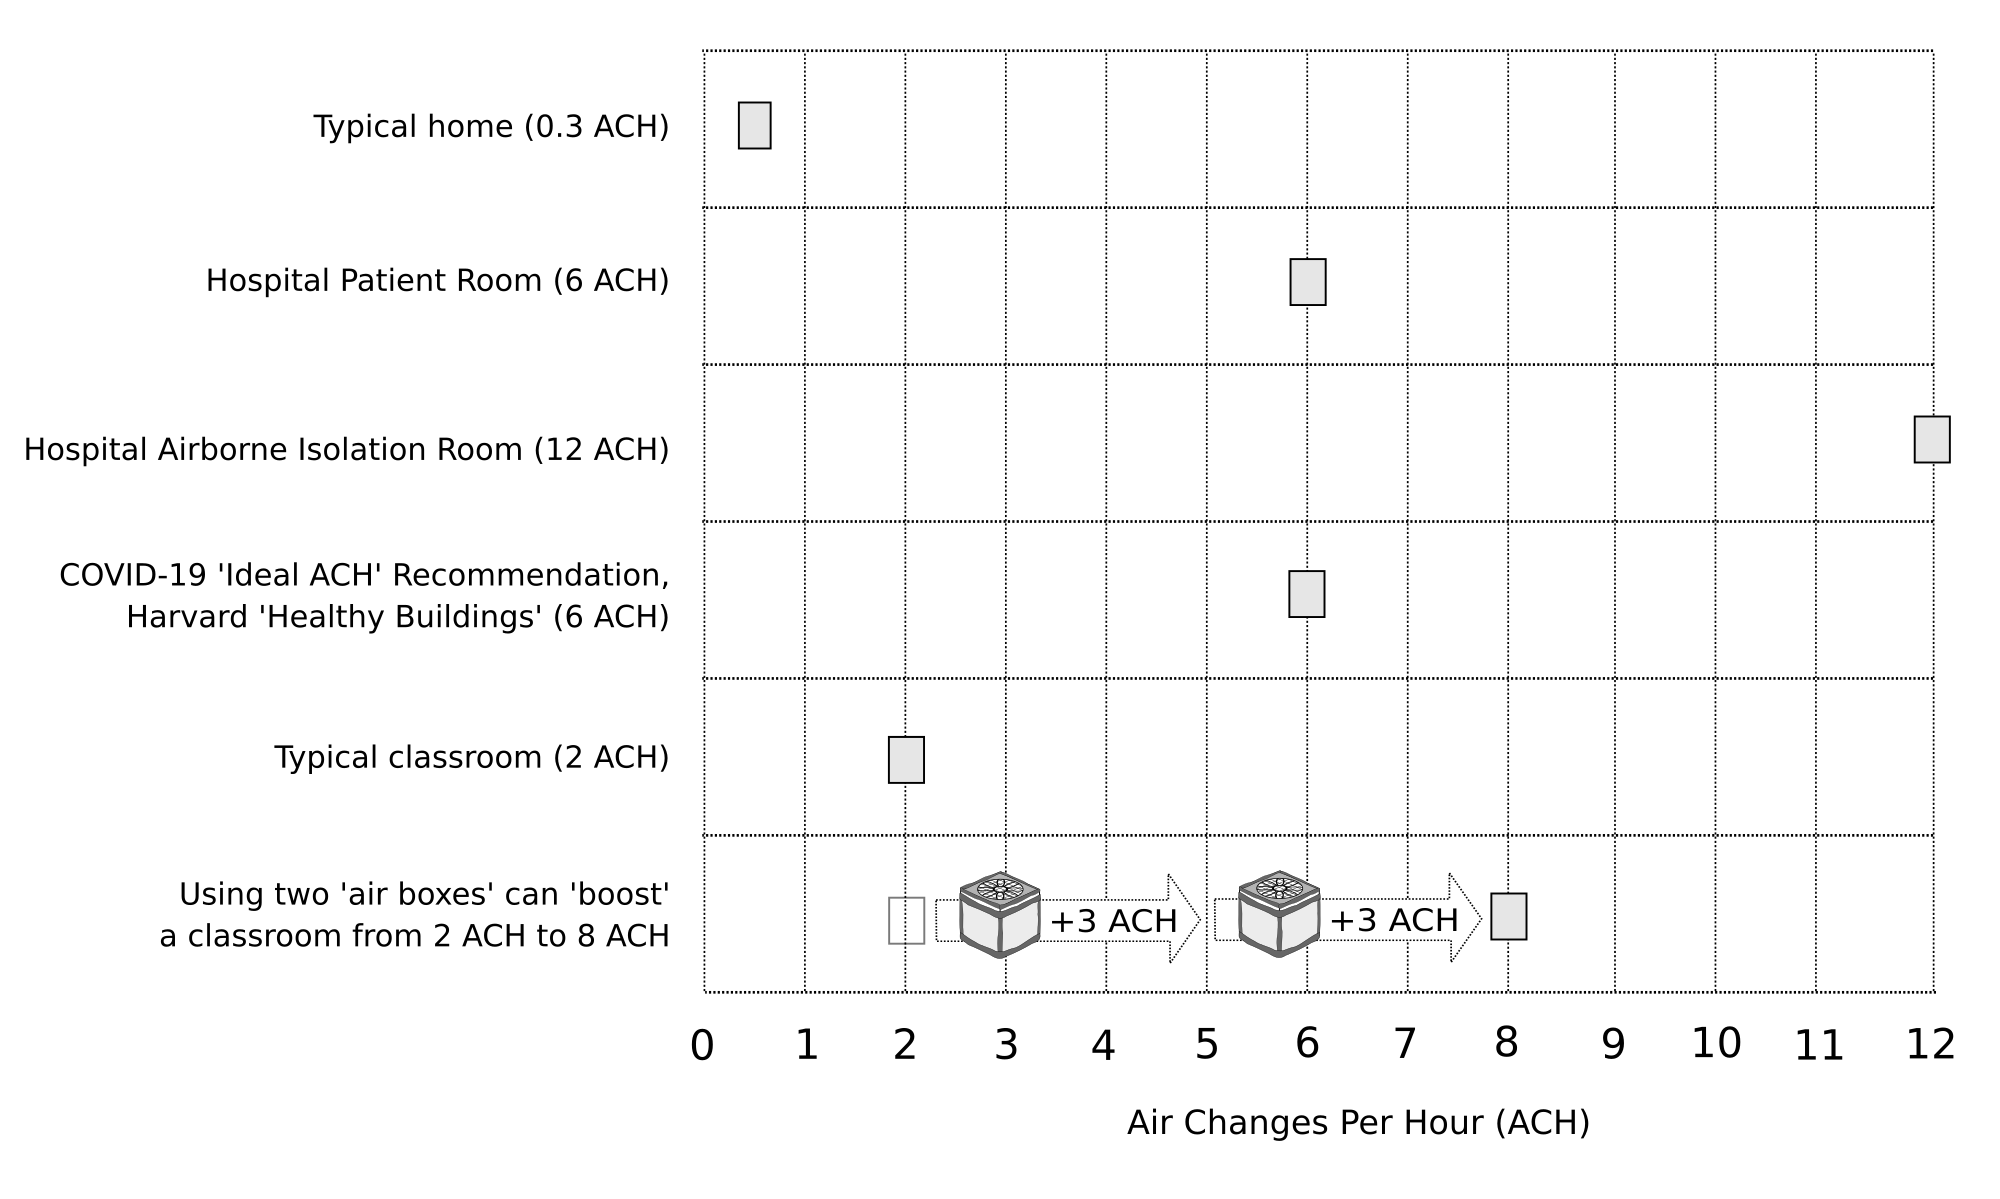 Typical home (0.3 ACH)
Hospital Patient Room (6 ACH)
Hospital Airborne Isolation Room (12 ACH)
COVID-19 'Ideal ACH' Recommendation,
Harvard 'Healthy Buildings' (6 ACH)
Typical classroom (2 ACH)
Using two 'air boxes' can 'boost'
a classroom from 2 ACH to 8 ACH
+3 ACH
+3 ACH
0 1 2 3 4 5 6 7 8 9 10 11 12
Air Changes Per Hour (ACH)